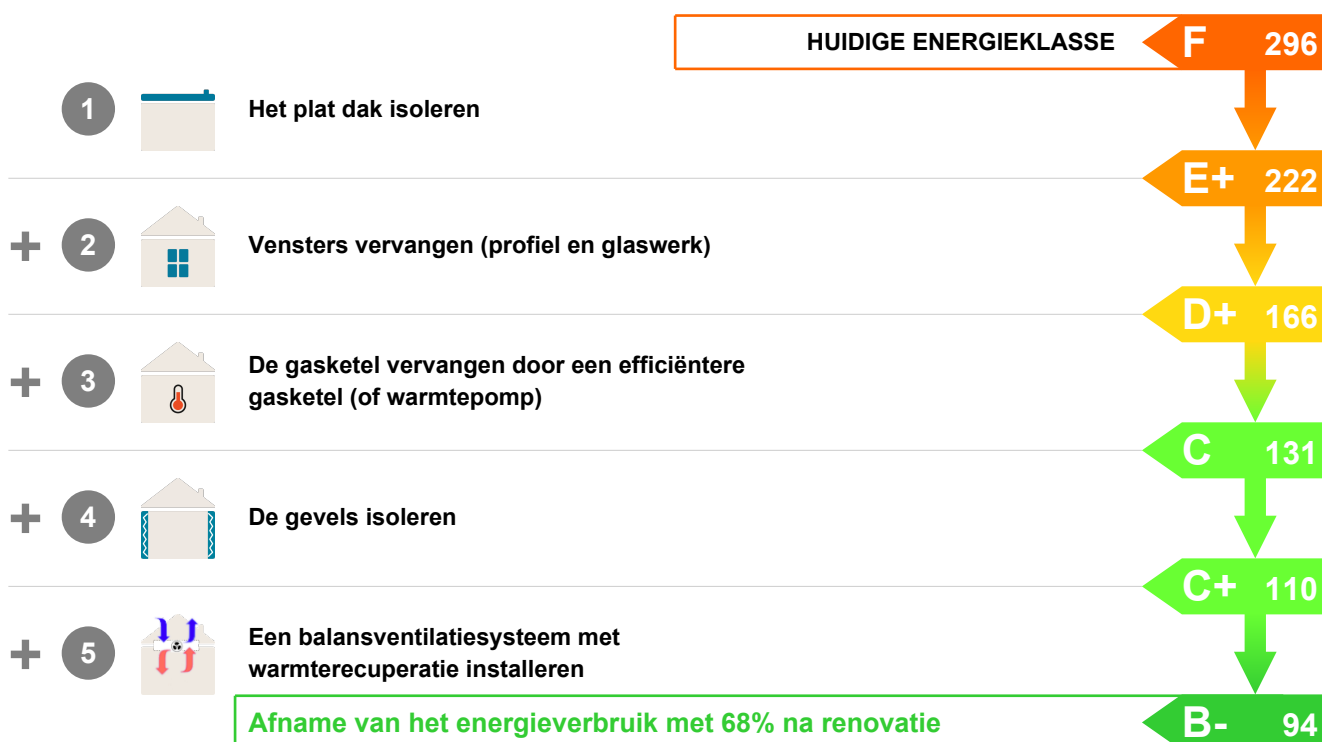 HUIDIGE ENERGIEKLASSE F 296
1 Het plat dak isoleren
E+ 222
+ 2 Vensters vervangen (profiel en glaswerk)
D+ 166
+ 3 De gasketel vervangen door een efficiëntere
gasketel (of warmtepomp)
C 131
+ 4 De gevels isoleren
C+ 110
+ 5 Een balansventilatiesysteem met
warmterecuperatie installeren
Afname van het energieverbruik met 68% na renovatie B- 94